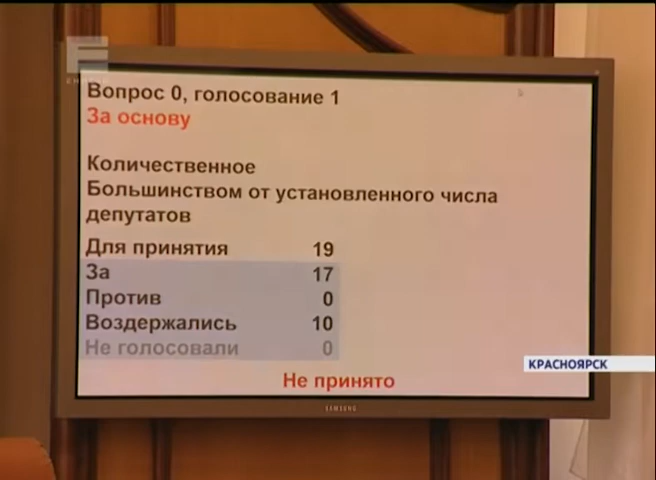 Вопрос 0, голосование 1
За основу
Количественное
Большинством от установленного числа
депутатов
Для принятия 19
За 17
Против 0
Воздержались 10
Не голосовали 0
Не принято
КРАСНОЯРСК
SAMSUNG